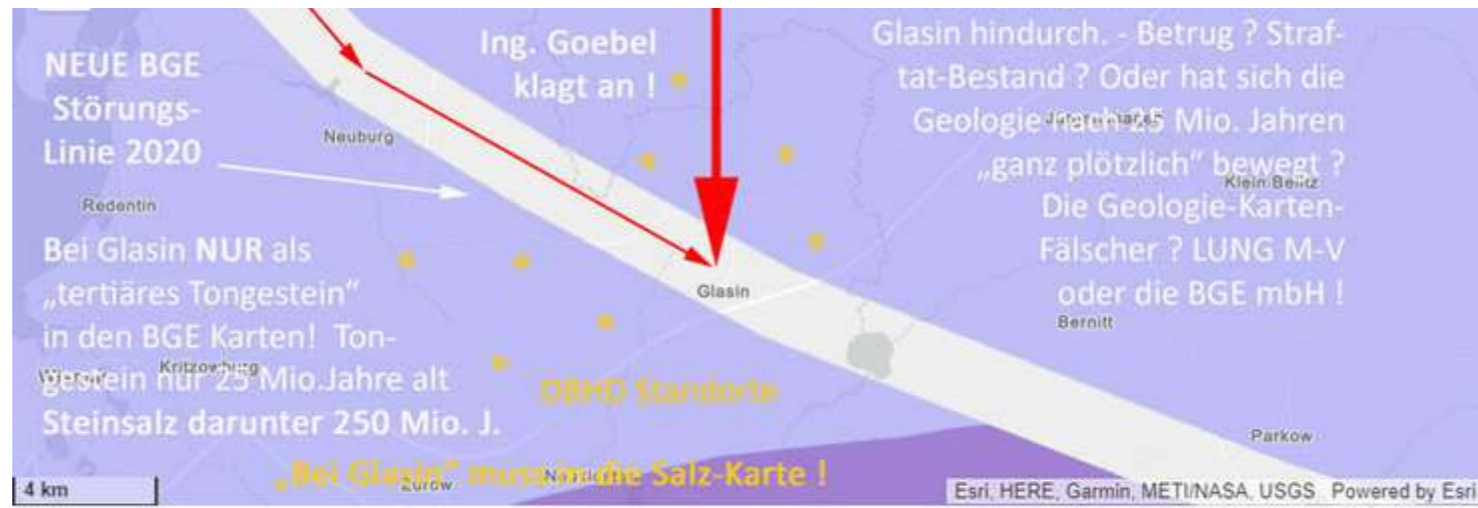 NEUE BGE
Störungs-
Linie 2020
Ing. Goebel
klagt an !
Glasin hindurch. - Betrug ? Straf-
tat-Bestand ? Oder hat sich die
Geologie nach 25 Mio. Jahren
„ganz plötzlich“ bewegt ?
Die Geologie-Karten-
Fälscher ? LUNG M-V
oder die BGE mbH !
Neuburg
Redentin
Klein Belitz
Bei Glasin NUR als
„tertiäres Tongestein“
in den BGE Karten! Ton-
gestein nur 25 Mio.Jahre alt
Steinsalz darunter 250 Mio. J.
Glasin
Bernitt
Kritzowburg
DBHD Standorte
Parkow
„Bei Glasin“ muss in die Salz-Karte !
Zurow
4 km
Esri, HERE, Garmin, METI/NASA, USGS Powered by Esri